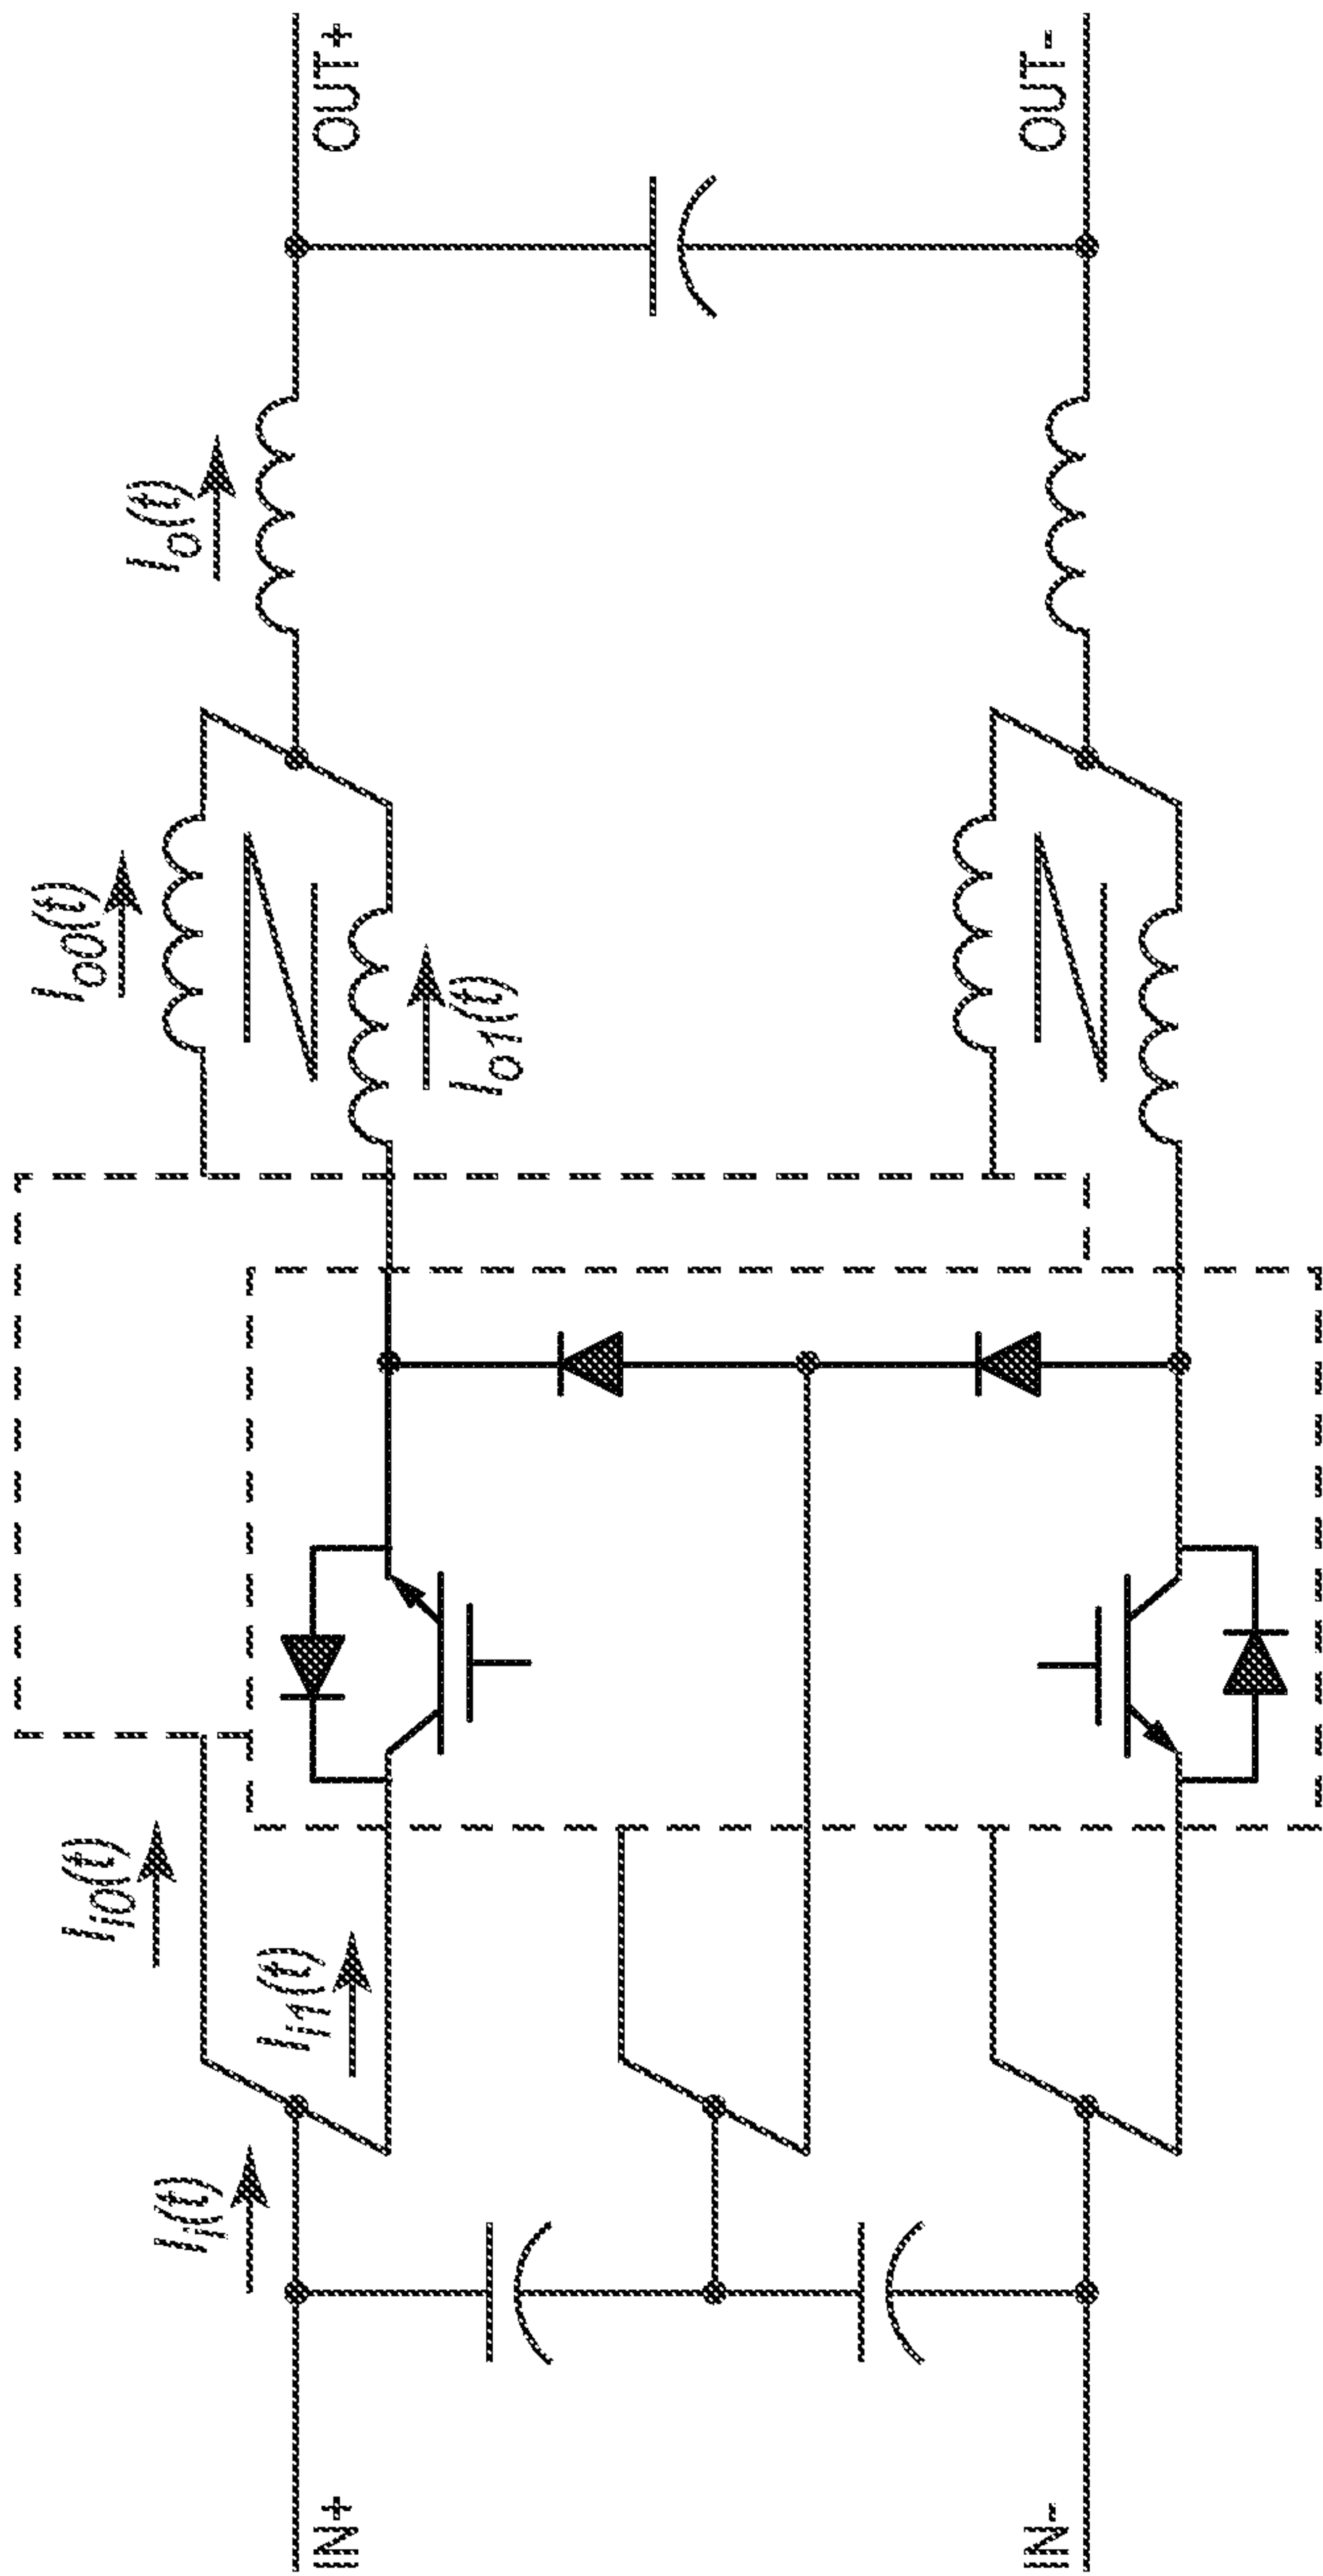 IN+
IN-
I_i(t)
I_i0(t)
I_i1(t)
I_o0(t)
I_o1(t)
I_o(t)
OUT+
OUT-